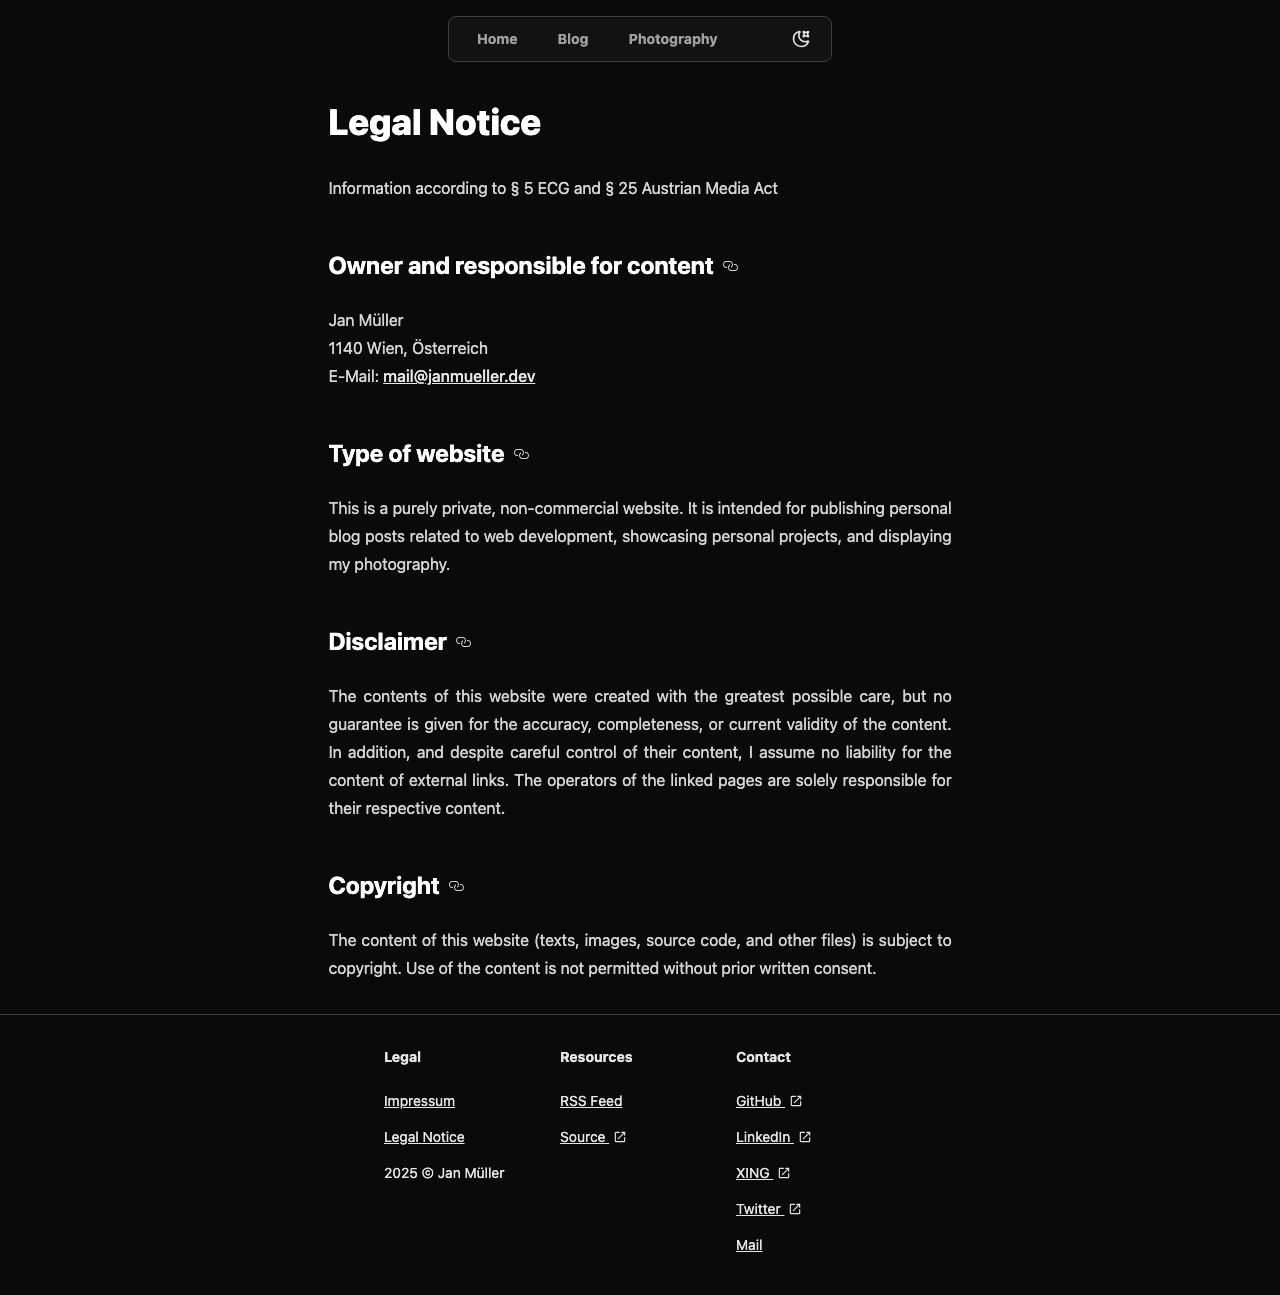 Home Blog Photography
Legal Notice
Information according to § 5 ECG and § 25 Austrian Media Act
Owner and responsible for content
Jan Müller
1140 Wien, Österreich
E-Mail: mail@janmueller.dev
Type of website
This is a purely private, non-commercial website. It is intended for publishing personal
blog posts related to web development, showcasing personal projects, and displaying
my photography.
Disclaimer
The contents of this website were created with the greatest possible care, but no
guarantee is given for the accuracy, completeness, or current validity of the content.
In addition, and despite careful control of their content, I assume no liability for the
content of external links. The operators of the linked pages are solely responsible for
their respective content.
Copyright
The content of this website (texts, images, source code, and other files) is subject to
copyright. Use of the content is not permitted without prior written consent.
Legal
Impressum
Legal Notice
2025 © Jan Müller
Resources
RSS Feed
Source
Contact
GitHub
LinkedIn
XING
Twitter
Mail